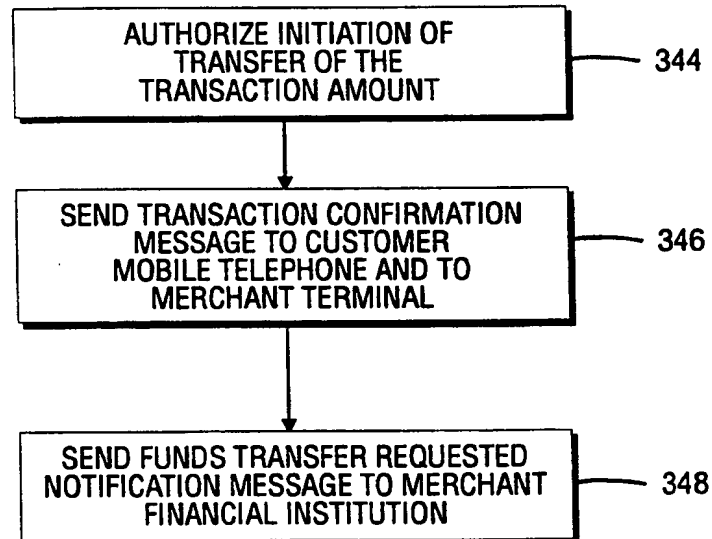 AUTHORIZE INITIATION OF
TRANSFER OF THE
TRANSACTION AMOUNT
344
SEND TRANSACTION CONFIRMATION
MESSAGE TO CUSTOMER
MOBILE TELEPHONE AND TO
MERCHANT TERMINAL
346
SEND FUNDS TRANSFER REQUESTED
NOTIFICATION MESSAGE TO MERCHANT
FINANCIAL INSTITUTION
348